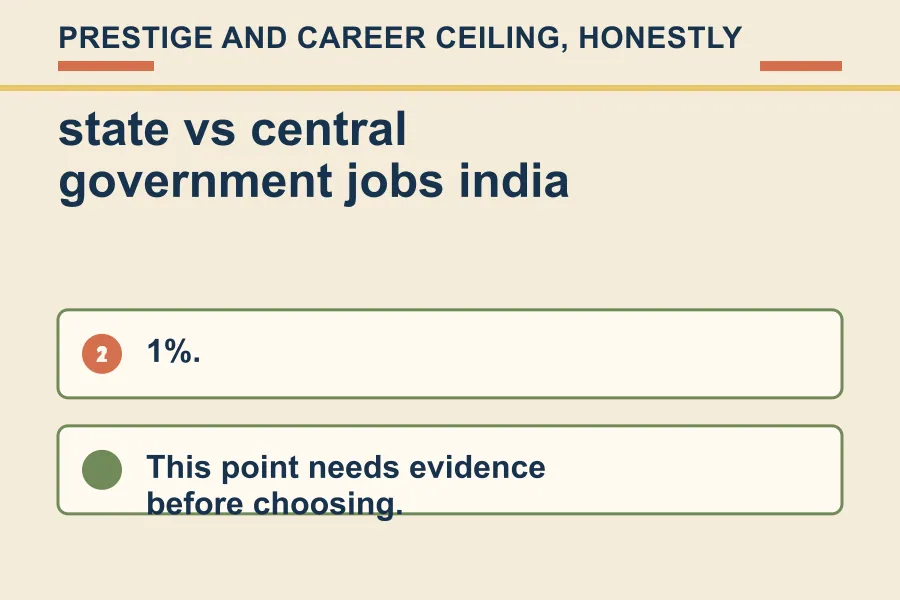 PRESTIGE AND CAREER CEILING, HONESTLY
state vs central
government jobs india
2 1%.
This point needs evidence
before choosing.